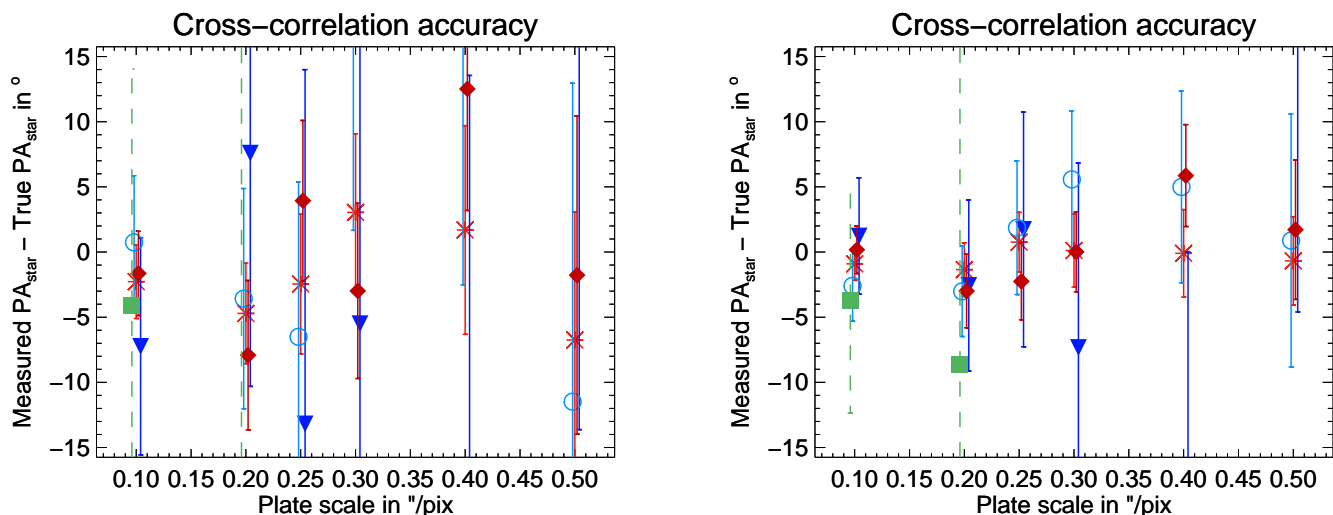 Cross−correlation accuracy
Measured PAstar − True PAstar in º
15
10
5
0
−5
−10
−15
0.10 0.15 0.20 0.25 0.30 0.35 0.40 0.45 0.50
Plate scale in "/pix
Cross−correlation accuracy
Measured PAstar − True PAstar in º
15
10
5
0
−5
−10
−15
0.10 0.15 0.20 0.25 0.30 0.35 0.40 0.45 0.50
Plate scale in "/pix